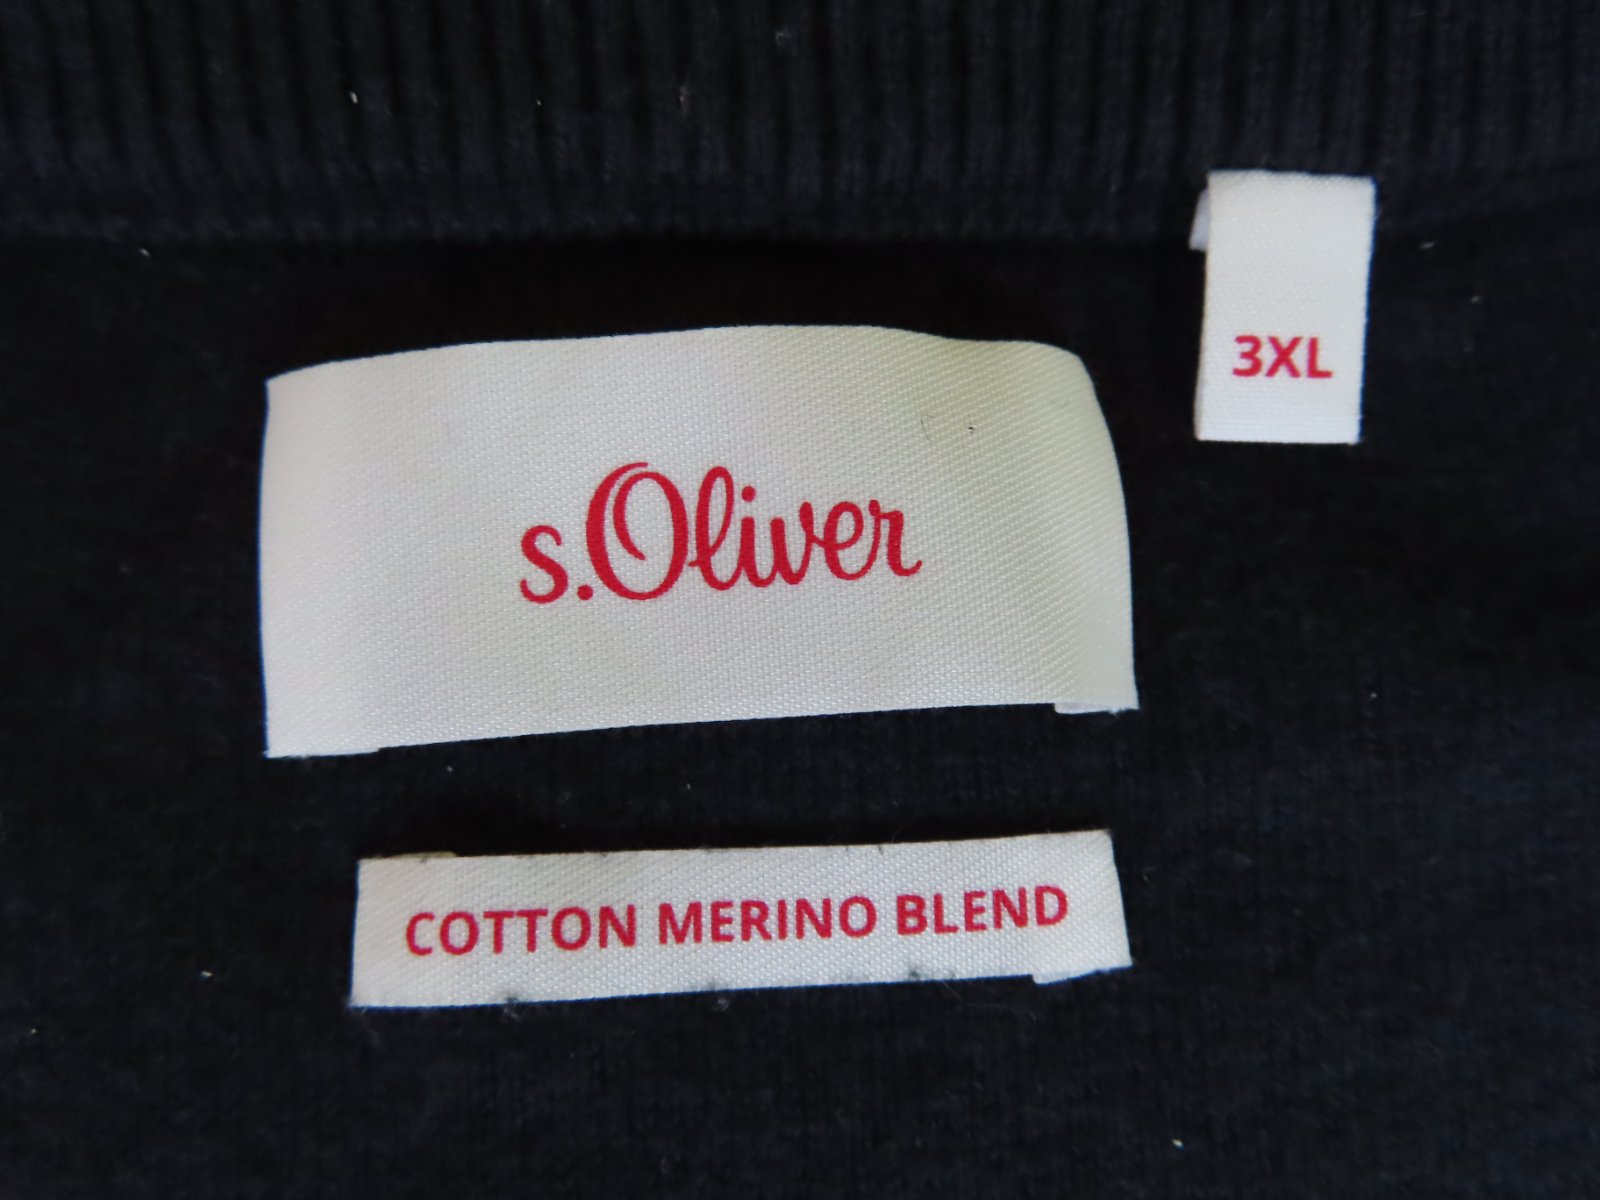 3XL
s.Oliver
COTTON MERINO BLEND